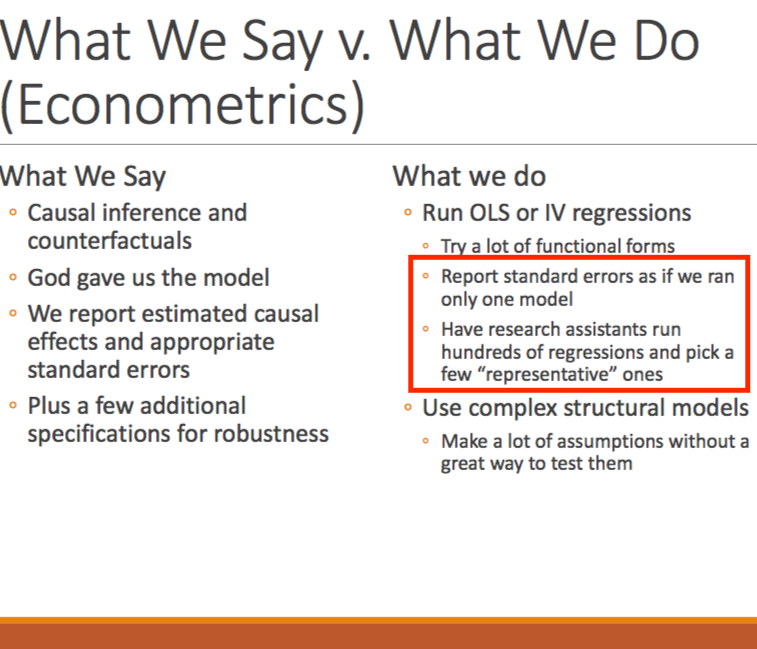 What We Say v. What We Do
(Econometrics)
What We Say
◦ Causal inference and
counterfactuals
◦ God gave us the model
◦ We report estimated causal
effects and appropriate
standard errors
◦ Plus a few additional
specifications for robustness
What we do
◦ Run OLS or IV regressions
◦ Try a lot of functional forms
◦ Report standard errors as if we ran
only one model
◦ Have research assistants run
hundreds of regressions and pick a
few “representative” ones
◦ Use complex structural models
◦ Make a lot of assumptions without a
great way to test them